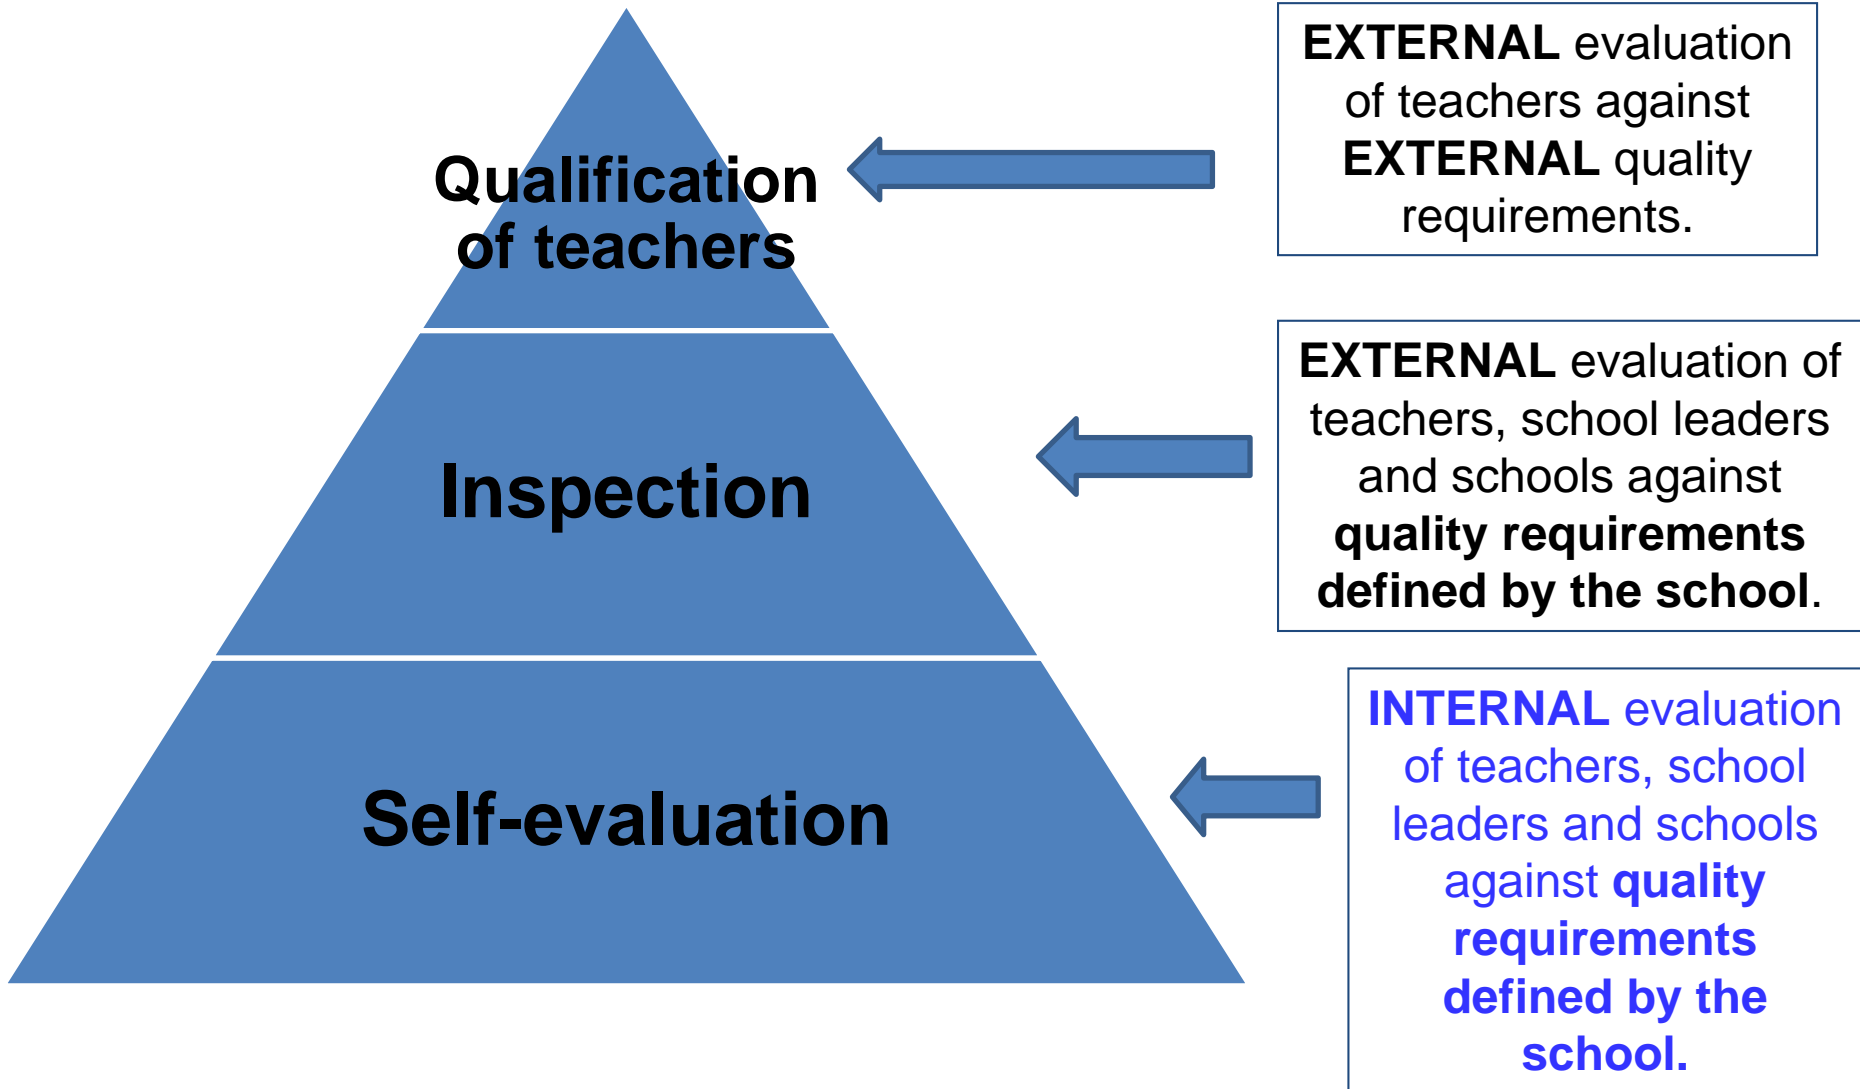 Qualification
of teachers
EXTERNAL evaluation
of teachers against
EXTERNAL quality
requirements.
Inspection
EXTERNAL evaluation of
teachers, school leaders
and schools against
quality requirements
defined by the school.
Self-evaluation
INTERNAL evaluation
of teachers, school
leaders and schools
against quality
requirements
defined by the
school.